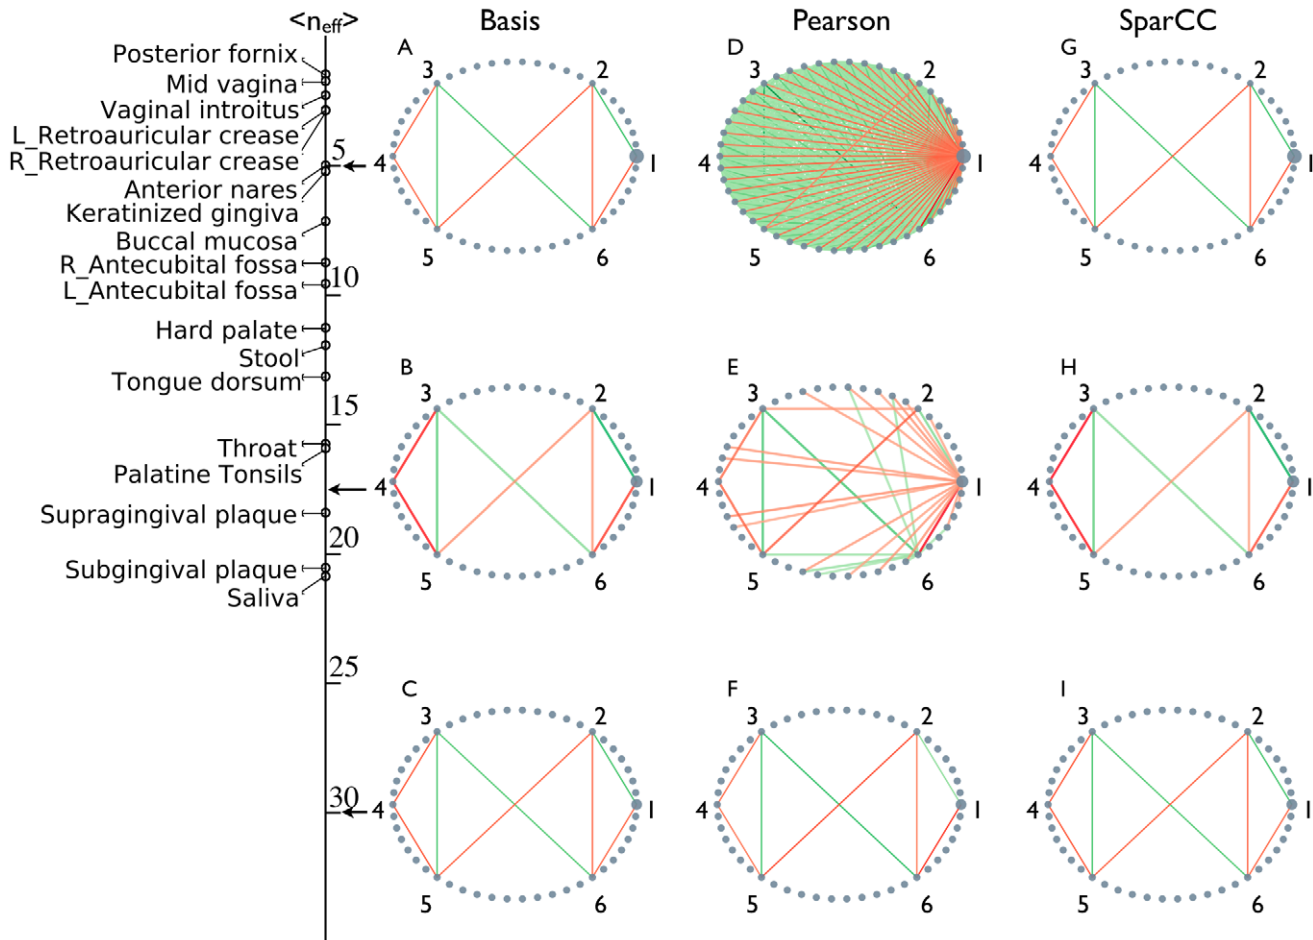 <n_eff> Basis Pearson SparCC
Posterior fornix
Mid vagina
Vaginal introitus
L_Retroauricular crease
R_Retroauricular crease
Anterior nares
Keratinized gingiva
Buccal mucosa
R_Antecubital fossa
L_Antecubital fossa
Hard palate
Stool
Tongue dorsum
Throat
Palatine Tonsils
Supragingival plaque
Subgingival plaque
Saliva
5
10
15
20
25
30
A
3 2
4 1
5 6
D
3 2
4 1
5 6
G
3 2
4 1
5 6
B
3 2
4 1
5 6
E
3 2
4 1
5 6
H
3 2
4 1
5 6
C
3 2
4 1
5 6
F
3 2
4 1
5 6
I
3 2
4 1
5 6